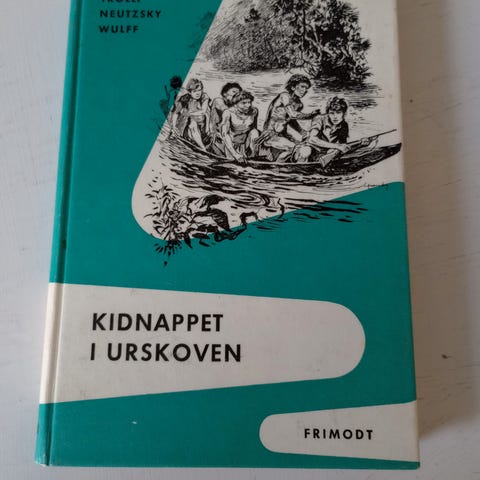 NEUTZSKY
WULFF
KIDNAPPET
I URSKOVEN
FRIMODT